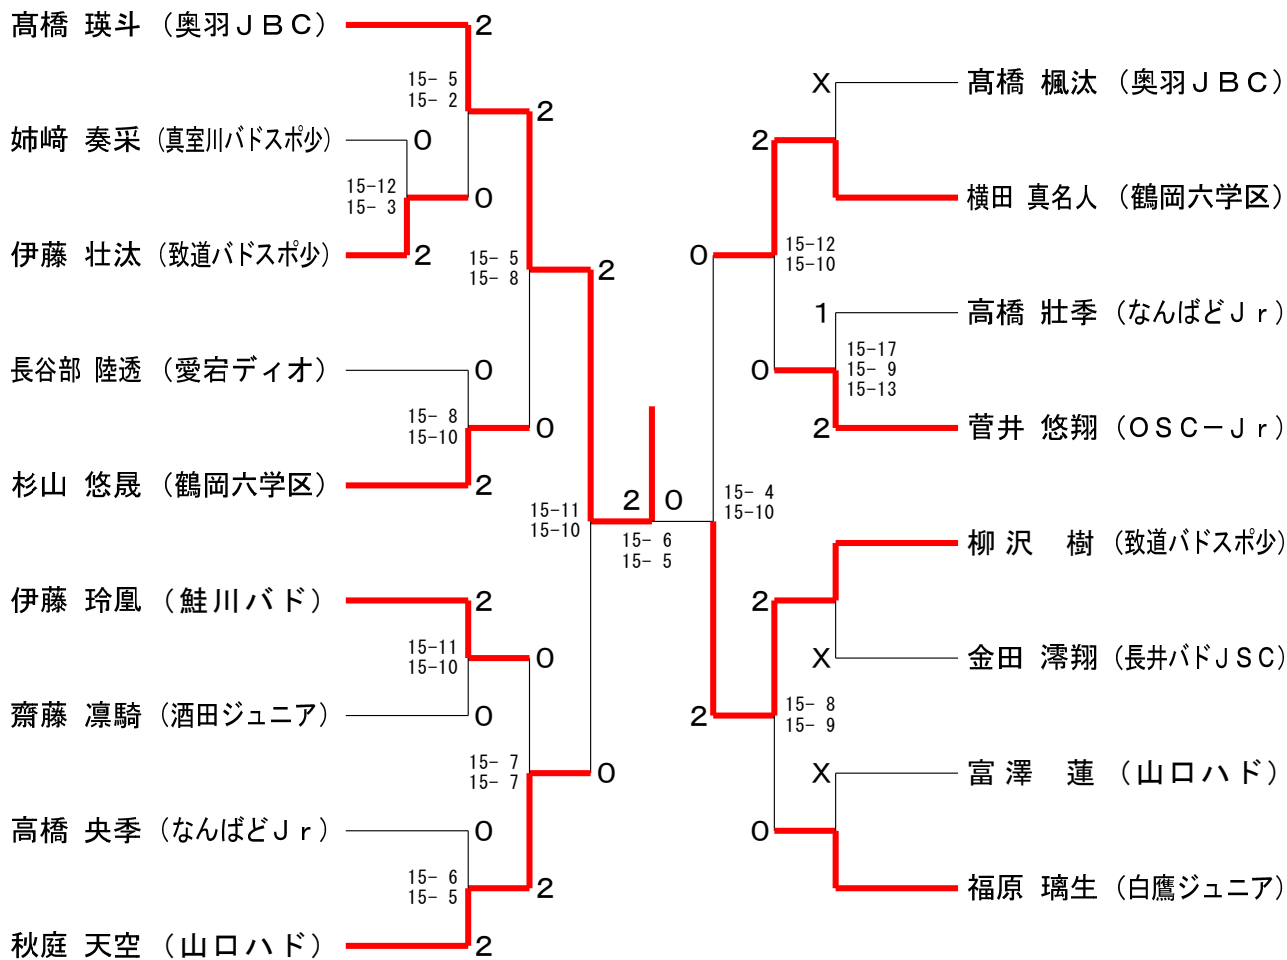 髙橋 瑛斗 (奥羽ＪＢＣ)
2
15- 5
15- 2
2
姉﨑 奏采 (真室川バドスポ少)
0
15-12
15- 3
0
伊藤 壮汰 (致道バドスポ少)
2
15- 5
15- 8
2
長谷部 陸透 (愛宕ディオ)
0
15- 8
15-10
0
杉山 悠晟 (鶴岡六学区)
2
15-11
15-10
伊藤 玲凰 (鮭川バド)
2
15-11
15-10
0
齋藤 凛騎 (酒田ジュニア)
0
15- 7
15- 7
0
高橋 央季 (なんばどＪｒ)
0
15- 6
15- 5
2
秋庭 天空 (山口ハド)
2
2 0
15- 6
15- 5
X
髙橋 楓汰 (奥羽ＪＢＣ)
2
横田 真名人 (鶴岡六学区)
0
15-12
15-10
1
高橋 壯季 (なんばどＪｒ)
0
15-17
15- 9
15-13
2
菅井 悠翔 (ＯＳＣ－Ｊｒ)
15- 4
15-10
柳沢 樹 (致道バドスポ少)
2
X
金田 澪翔 (長井バドＪＳＣ)
2
15- 8
15- 9
X
富澤 蓮 (山口ハド)
0
福原 璃生 (白鷹ジュニア)